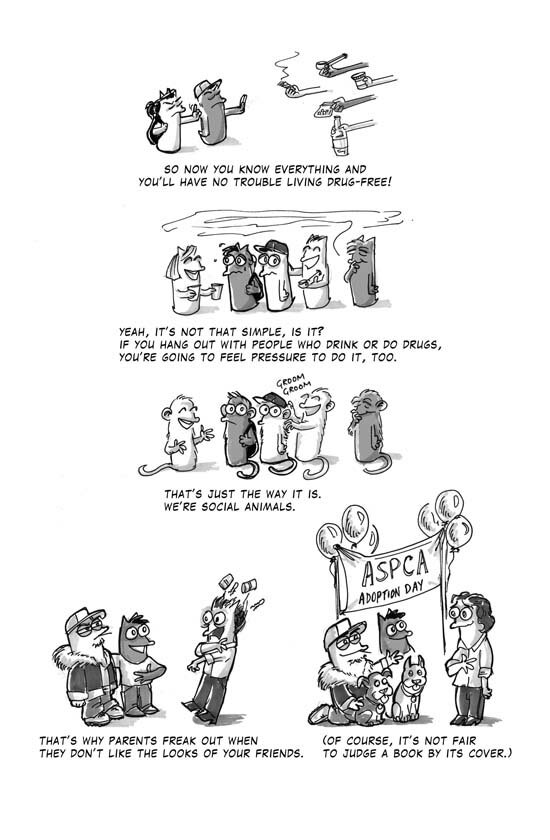 SO NOW YOU KNOW EVERYTHING AND
YOU'LL HAVE NO TROUBLE LIVING DRUG-FREE!
YEAH, IT'S NOT THAT SIMPLE, IS IT?
IF YOU HANG OUT WITH PEOPLE WHO DRINK OR DO DRUGS,
YOU'RE GOING TO FEEL PRESSURE TO DO IT, TOO.
GROOM
GROOM
THAT'S JUST THE WAY IT IS.
WE'RE SOCIAL ANIMALS.
THAT'S WHY PARENTS FREAK OUT WHEN
THEY DON'T LIKE THE LOOKS OF YOUR FRIENDS.
ASPCA
ADOPTION DAY
(OF COURSE, IT'S NOT FAIR
TO JUDGE A BOOK BY ITS COVER.)